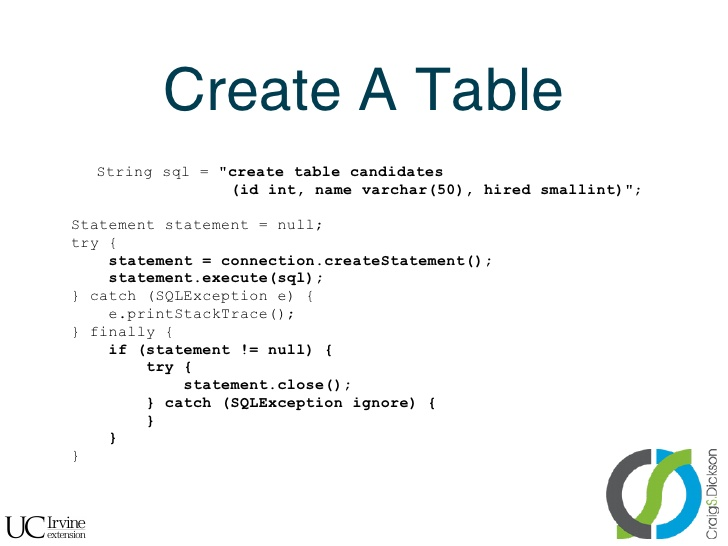 Create A Table
String sql = "create table candidates
(id int, name varchar(50), hired smallint)";
Statement statement = null;
try {
    statement = connection.createStatement();
    statement.execute(sql);
} catch (SQLException e) {
    e.printStackTrace();
} finally {
    if (statement != null) {
        try {
            statement.close();
        } catch (SQLException ignore) {
        }
    }
}
UC Irvine
extension
CraigS.Dickson